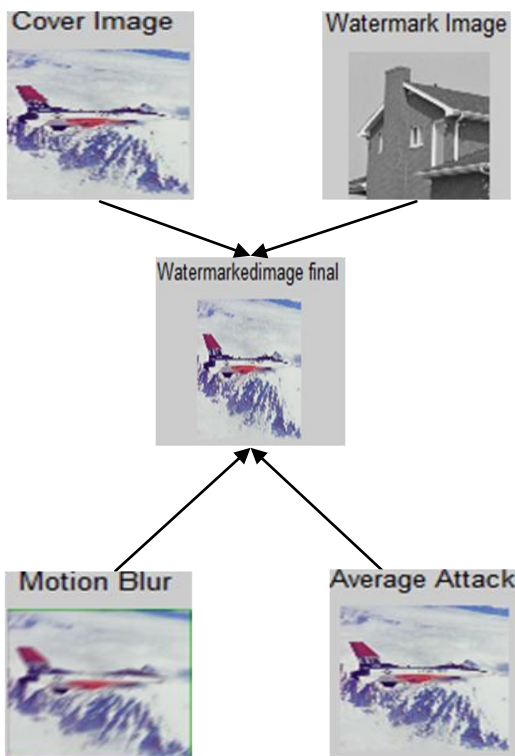 Cover Image
Watermark Image
Watermarkedimage final
Motion Blur
Average Attack